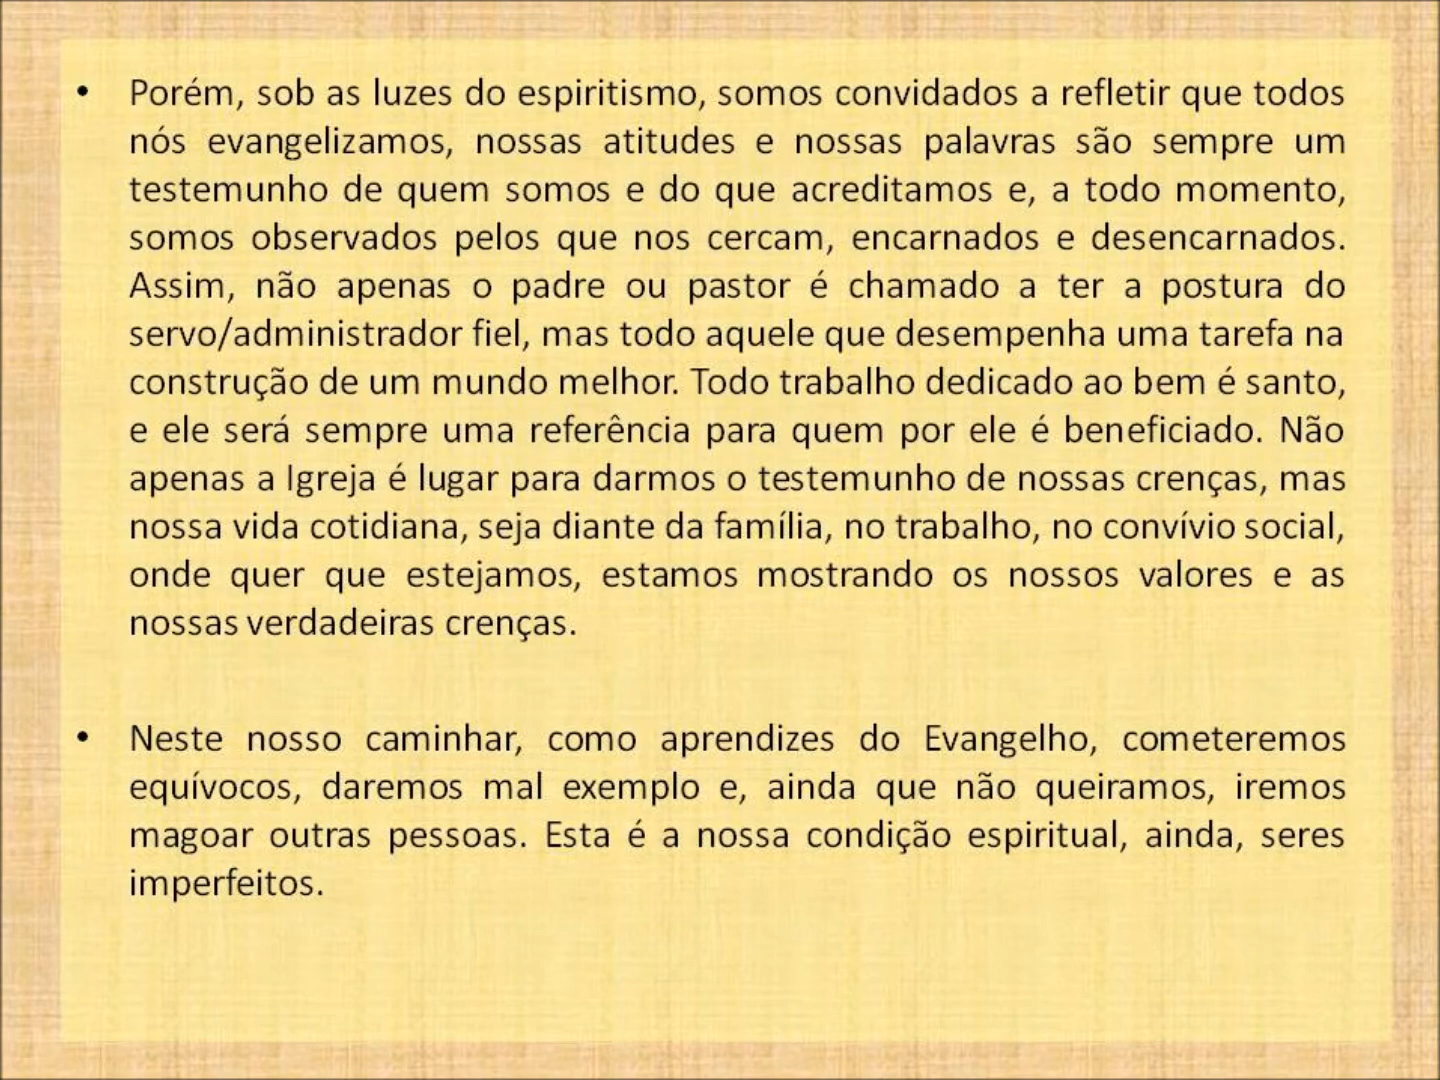 • Porém, sob as luzes do espiritismo, somos convidados a refletir que todos
nós evangelizamos, nossas atitudes e nossas palavras são sempre um
testemunho de quem somos e do que acreditamos e, a todo momento,
somos observados pelos que nos cercam, encarnados e desencarnados.
Assim, não apenas o padre ou pastor é chamado a ter a postura do
servo/administrador fiel, mas todo aquele que desempenha uma tarefa na
construção de um mundo melhor. Todo trabalho dedicado ao bem é santo,
e ele será sempre uma referência para quem por ele é beneficiado. Não
apenas a Igreja é lugar para darmos o testemunho de nossas crenças, mas
nossa vida cotidiana, seja diante da família, no trabalho, no convívio social,
onde quer que estejamos, estamos mostrando os nossos valores e as
nossas verdadeiras crenças.
• Neste nosso caminhar, como aprendizes do Evangelho, cometeremos
equívocos, daremos mal exemplo e, ainda que não queiramos, iremos
magoar outras pessoas. Esta é a nossa condição espiritual, ainda, seres
imperfeitos.